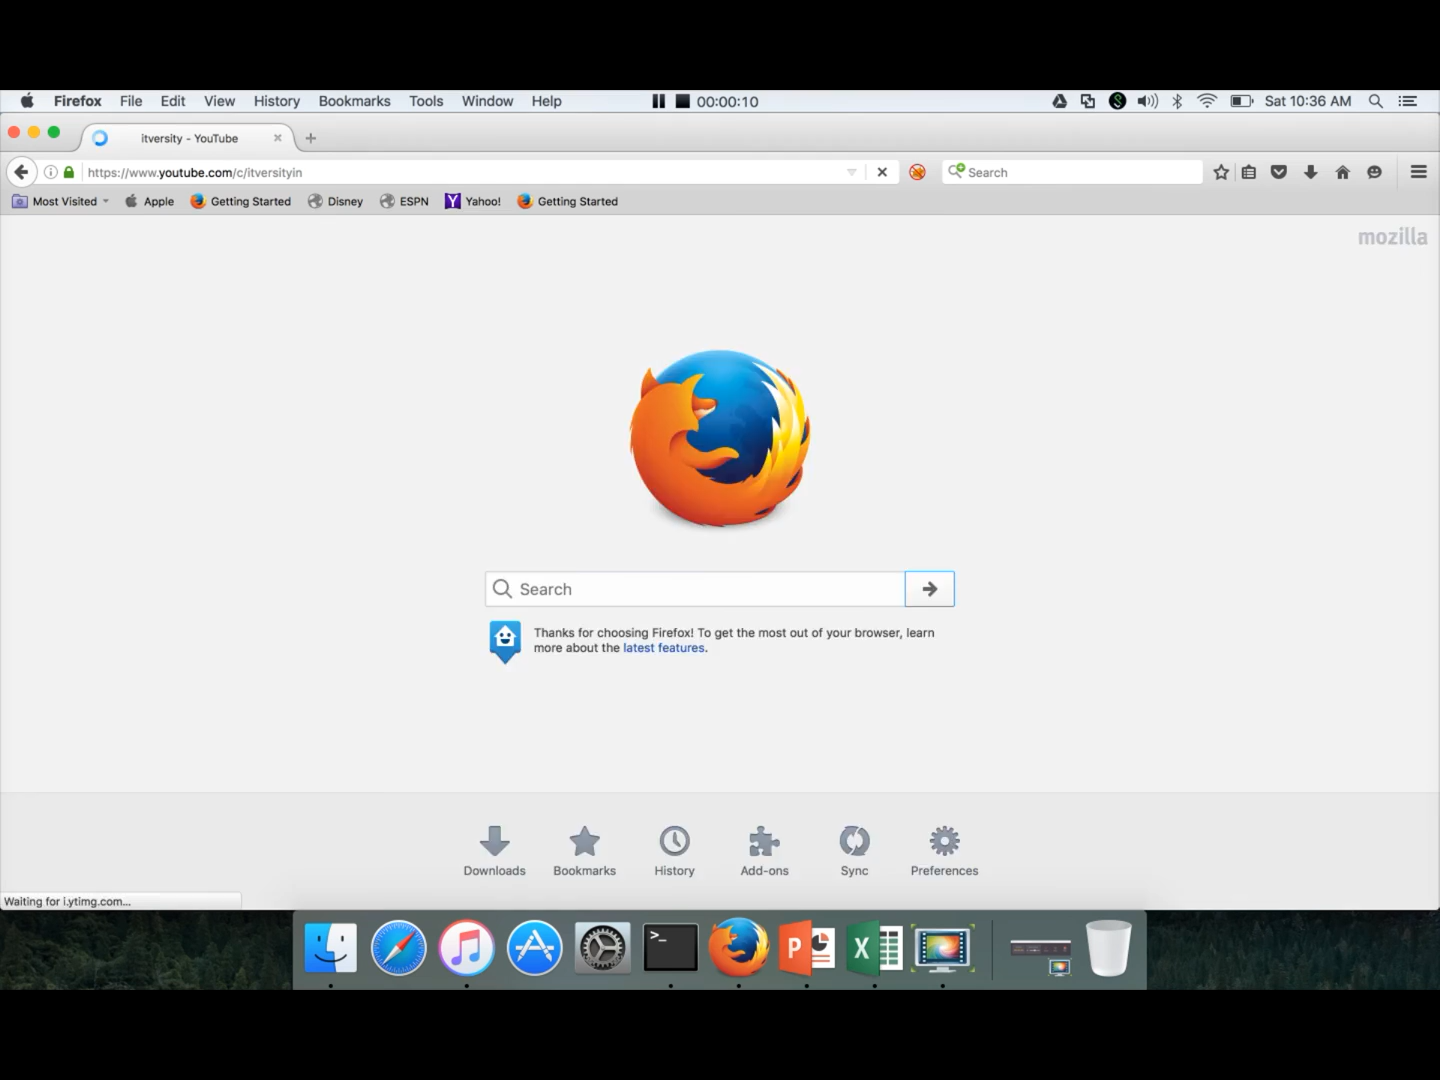 Firefox File Edit View History Bookmarks Tools Window Help 00:00:10 Sat 10:36 AM
itversity - YouTube
https://www.youtube.com/c/itversityin Search
Most Visited Apple Getting Started Disney ESPN Yahoo! Getting Started
mozilla
Search
Thanks for choosing Firefox! To get the most out of your browser, learn
more about the latest features.
Downloads Bookmarks History Add-ons Sync Preferences
Waiting for i.ytimg.com...